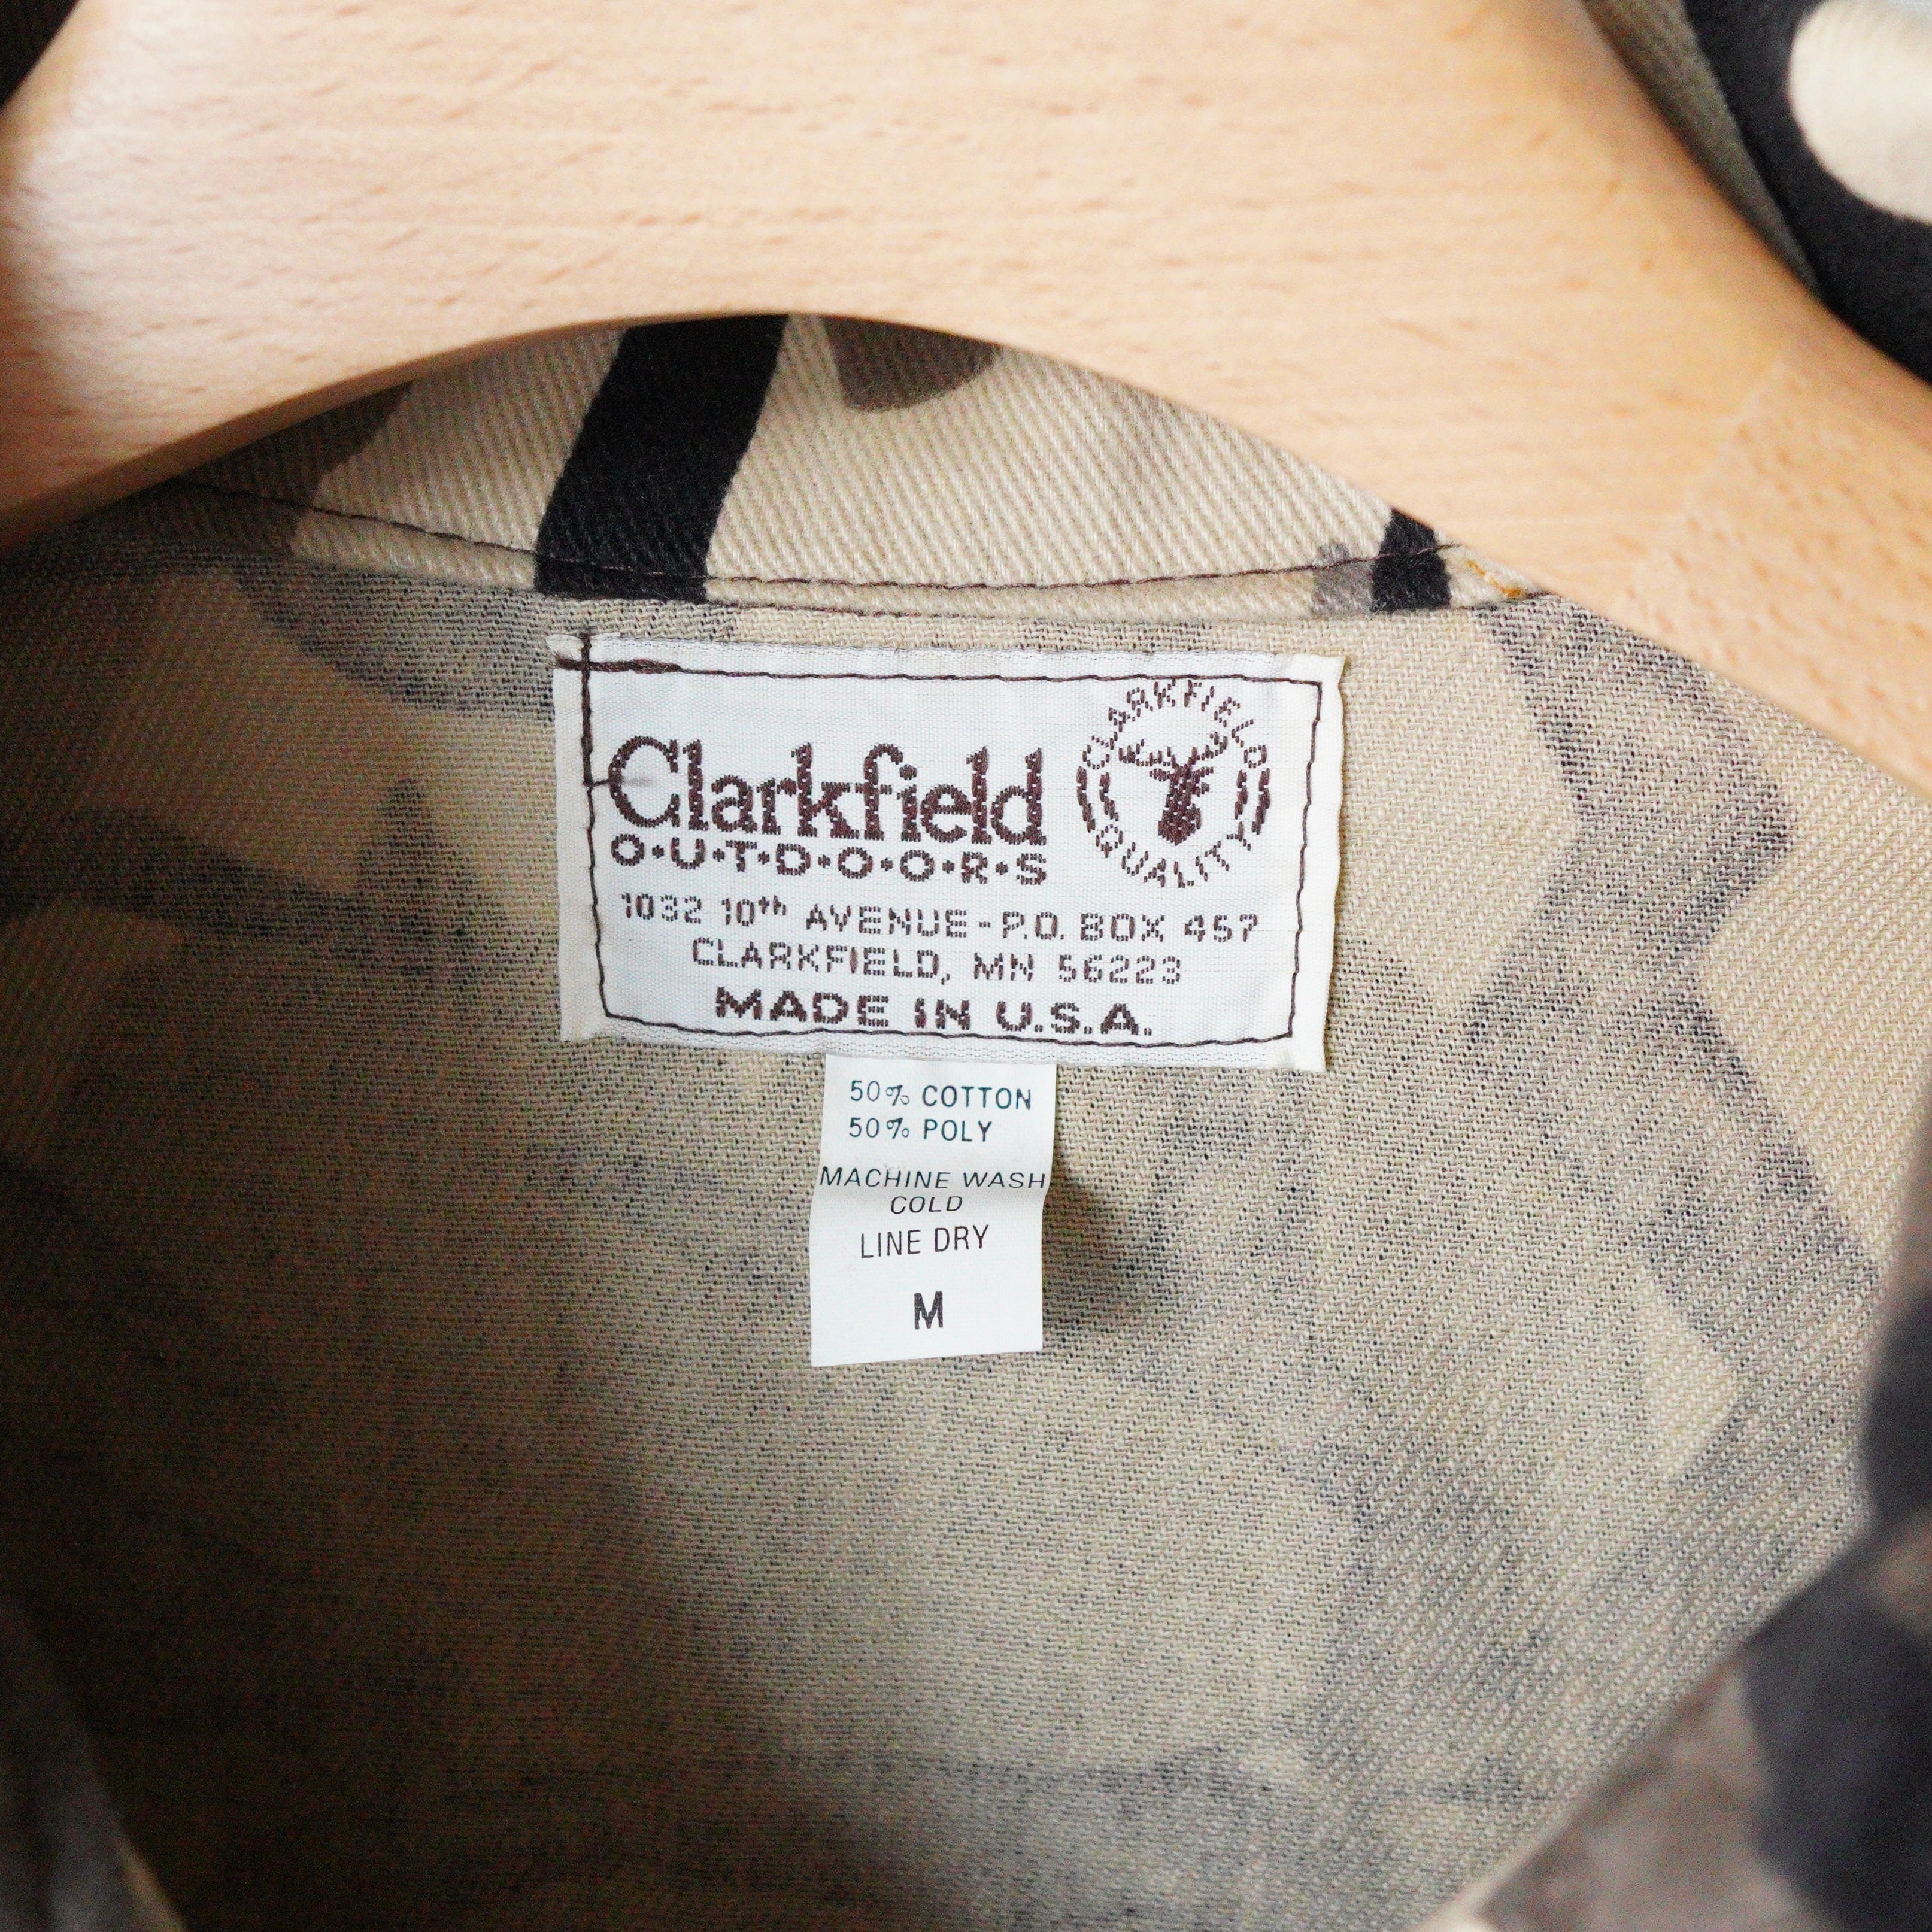 Clarkfield
O·U·T·D·O·O·R·S
CLARKFIELD
QUALITY
1032 10th AVENUE - P.O. BOX 457
CLARKFIELD, MN 56223
MADE IN U.S.A.
50% COTTON
50% POLY
MACHINE WASH
COLD
LINE DRY
M